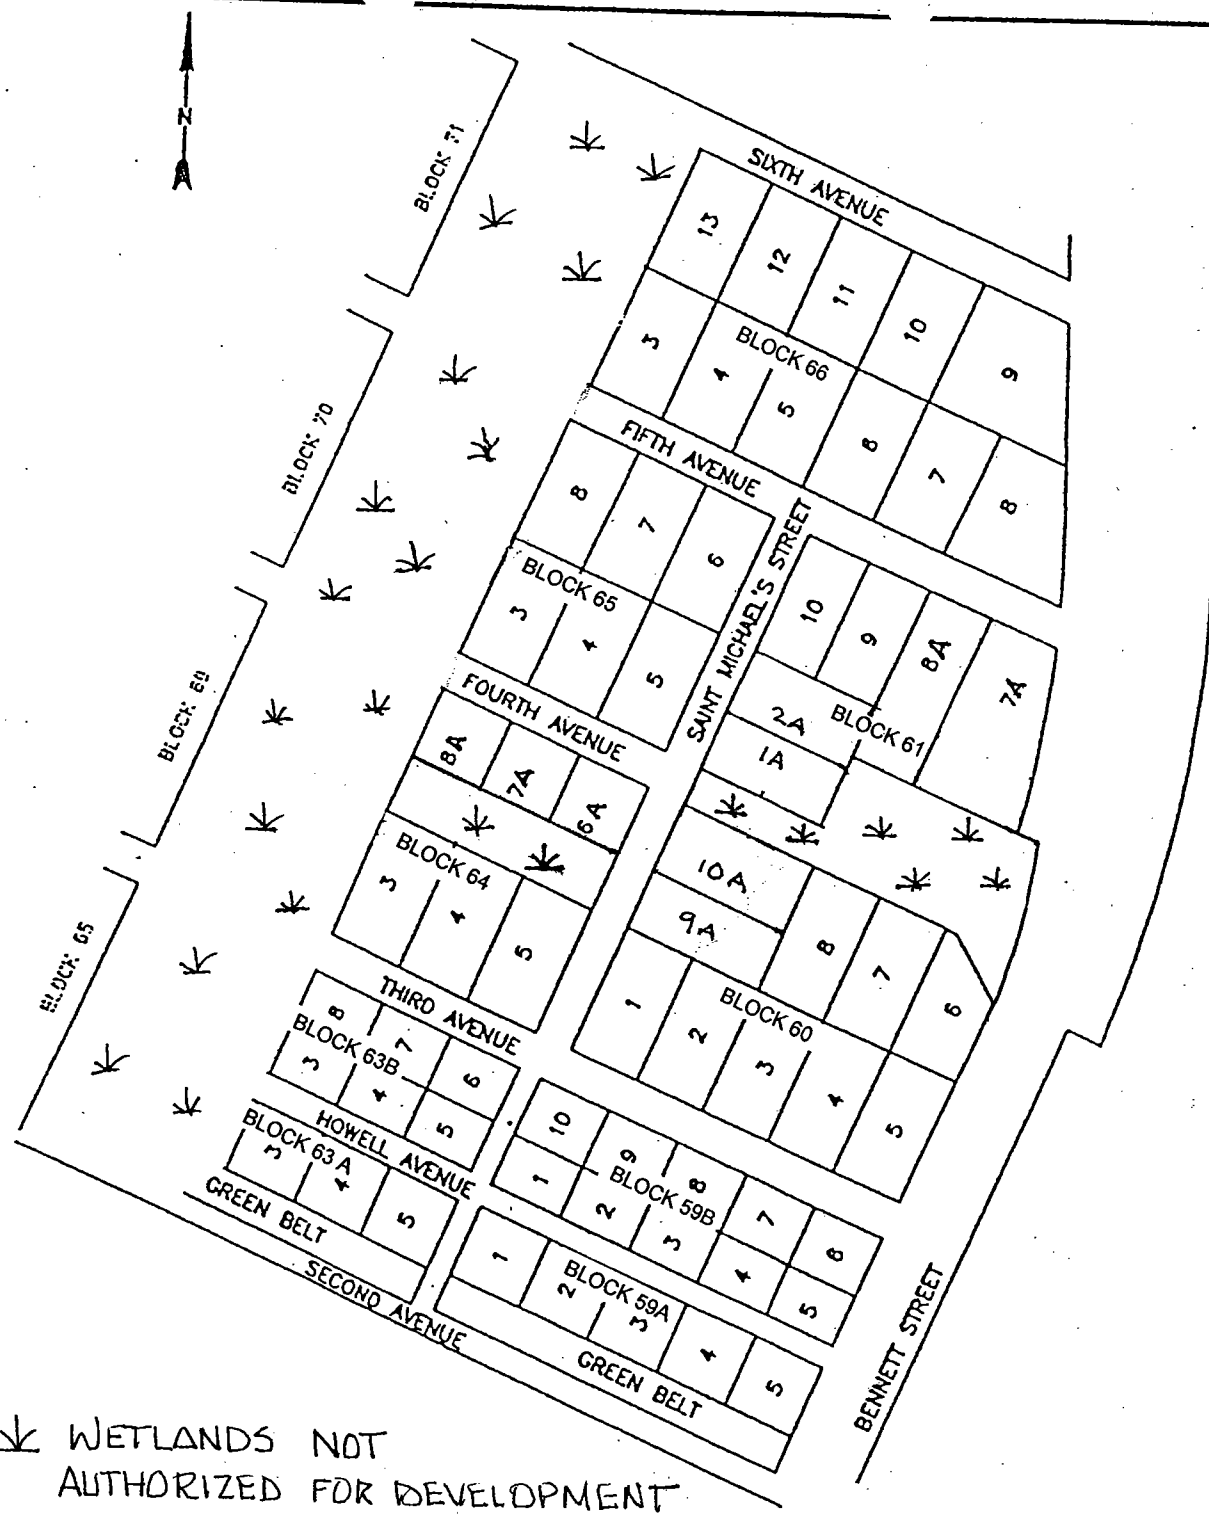 N
BLOCK 71
SIXTH AVENUE
13
12
11
10
9
BLOCK 66
3
4
5
8
7
8
BLOCK 70
FIFTH AVENUE
8
7
6
BLOCK 65
3
4
5
SAINT MICHAEL'S STREET
10
9
8A
7A
2A
BLOCK 61
1A
BLOCK 69
FOURTH AVENUE
8A
7A
6A
BLOCK 64
3
4
5
10A
9A
8
7
6
BLOCK 60
1
2
3
4
5
BLOCK 65
THIRD AVENUE
8
7
6
BLOCK 63B
3
4
5
HOWELL AVENUE
10
9
8
7
6
BLOCK 59B
1
2
3
4
5
BLOCK 63A
3
4
5
GREEN BELT
SECOND AVENUE
BLOCK 59A
1
2
3
4
5
GREEN BELT
BENNETT STREET
WETLANDS NOT
AUTHORIZED FOR DEVELOPMENT